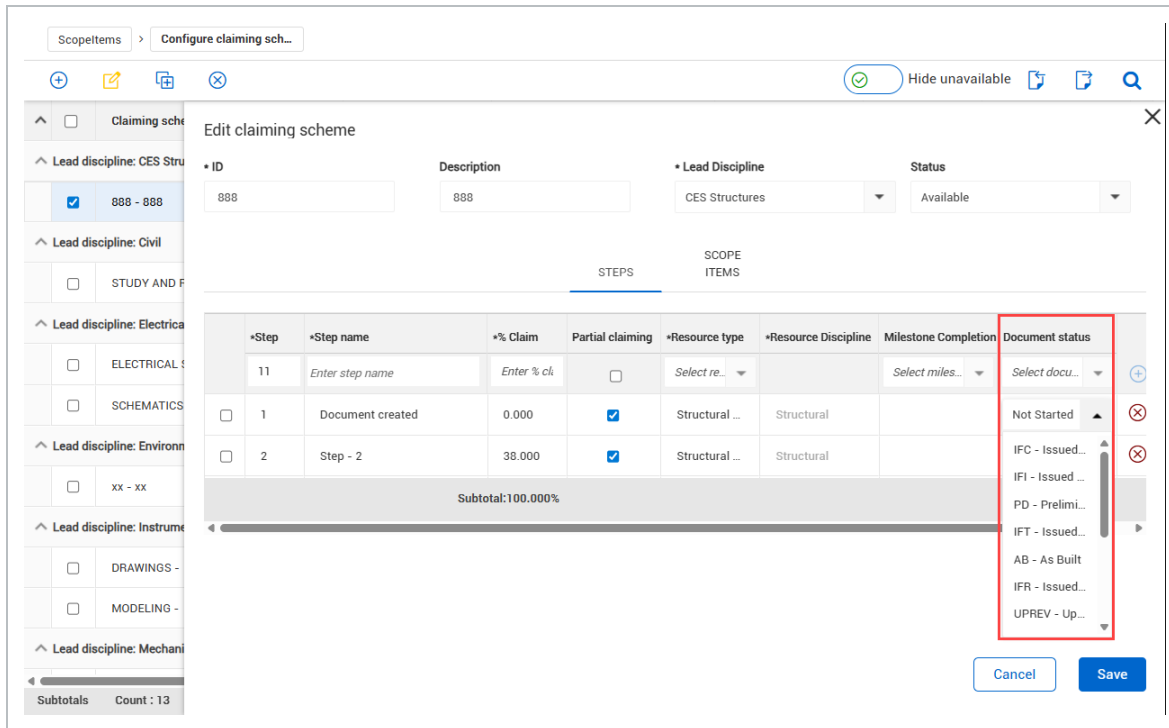 ScopeItems > Configure claiming sch...
Hide unavailable
Claiming sche
Lead discipline: CES Stru
888 - 888
Lead discipline: Civil
STUDY AND F
Lead discipline: Electrica
ELECTRICAL S
SCHEMATICS
Lead discipline: Environn
xx - xx
Lead discipline: Instrume
DRAWINGS -
MODELING -
Lead discipline: Mechani
Subtotals Count : 13
Edit claiming scheme
* ID Description * Lead Discipline Status
888 888 CES Structures Available
STEPS SCOPE
ITEMS
*Step *Step name *% Claim Partial claiming *Resource type *Resource Discipline Milestone Completion Document status
11 Enter step name Enter % cla Select re... Select miles... Select docu...
1 Document created 0.000 Structural ... Structural Not Started
2 Step - 2 38.000 Structural ... Structural
IFC - Issued...
IFI - Issued ...
PD - Prelimi...
IFT - Issued...
AB - As Built
IFR - Issued...
UPREV - Up...
Subtotal:100.000%
Cancel Save